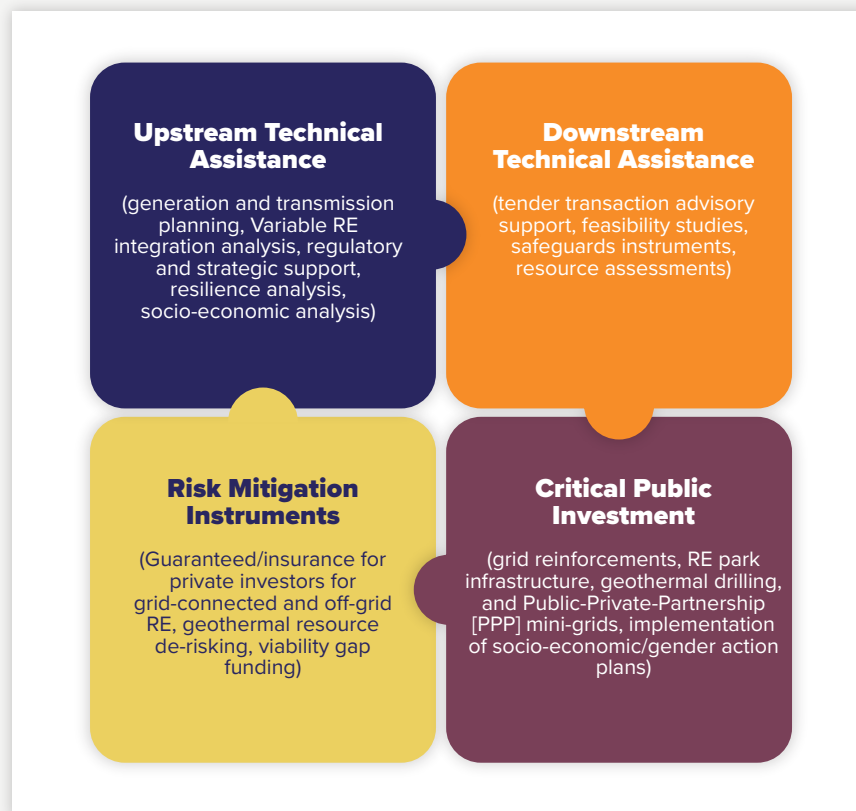 Upstream Technical
Assistance
(generation and transmission
planning, Variable RE
integration analysis, regulatory
and strategic support,
resilience analysis,
socio-economic analysis)
Downstream
Technical Assistance
(tender transaction advisory
support, feasibility studies,
safeguards instruments,
resource assessments)
Risk Mitigation
Instruments
(Guaranteed/insurance for
private investors for
grid-connected and off-grid
RE, geothermal resource
de-risking, viability gap
funding)
Critical Public
Investment
(grid reinforcements, RE park
infrastructure, geothermal drilling,
and Public-Private-Partnership
[PPP] mini-grids, implementation
of socio-economic/gender action
plans)